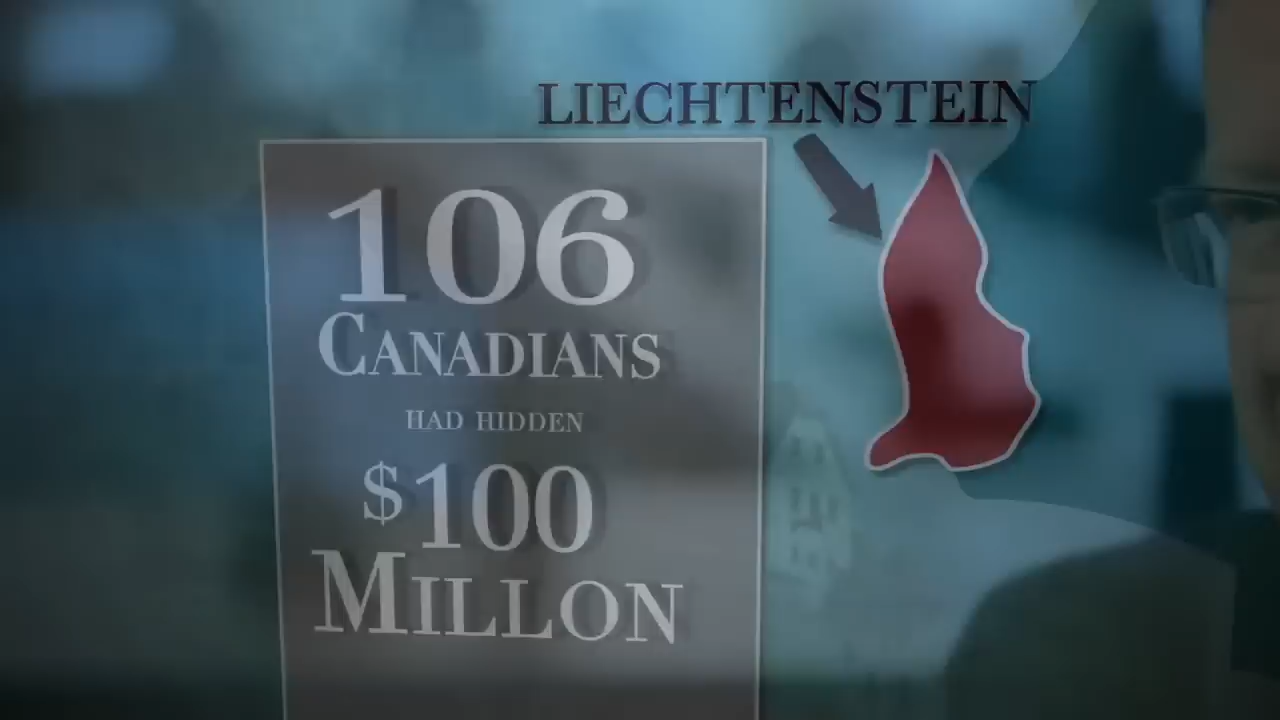 LIECHTENSTEIN
106
CANADIANS
HAD HIDDEN
$100
MILLON